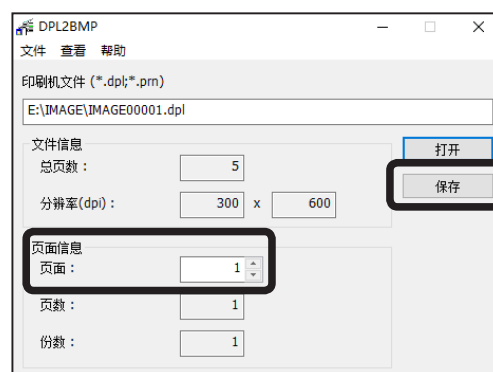 DPL2BMP
文件 查看 帮助
印刷机文件 (*.dpl;*.prn)
E:\IMAGE\IMAGE00001.dpl
文件信息
打开
总页数： 5
保存
分辨率(dpi)： 300 x 600
页面信息
页面： 1
页数： 1
份数： 1